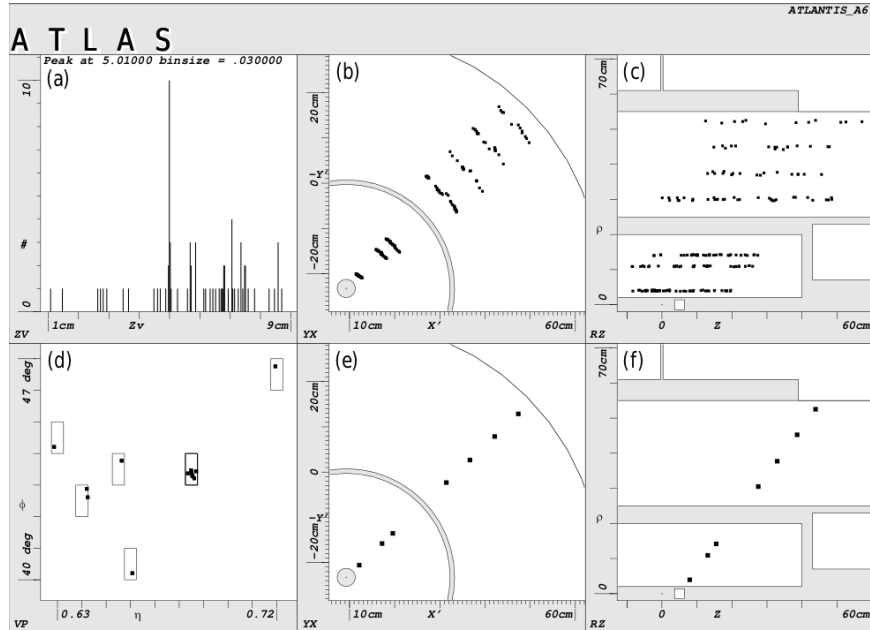 ATLANTIS_A6
A T L A S
Peak at 5.01000 binsize = .030000
(a)
10
#
0
ZV
1cm
Zv
9cm
(b)
20cm
0
-Y'
-20cm
YX
10cm
X'
60cm
(c)
70cm
ρ
0
RZ
0
Z
60cm
(d)
47 deg
φ
40 deg
VP
0.63
η
0.72
(e)
20cm
0
-Y'
-20cm
YX
10cm
X'
60cm
(f)
70cm
ρ
0
RZ
0
Z
60cm